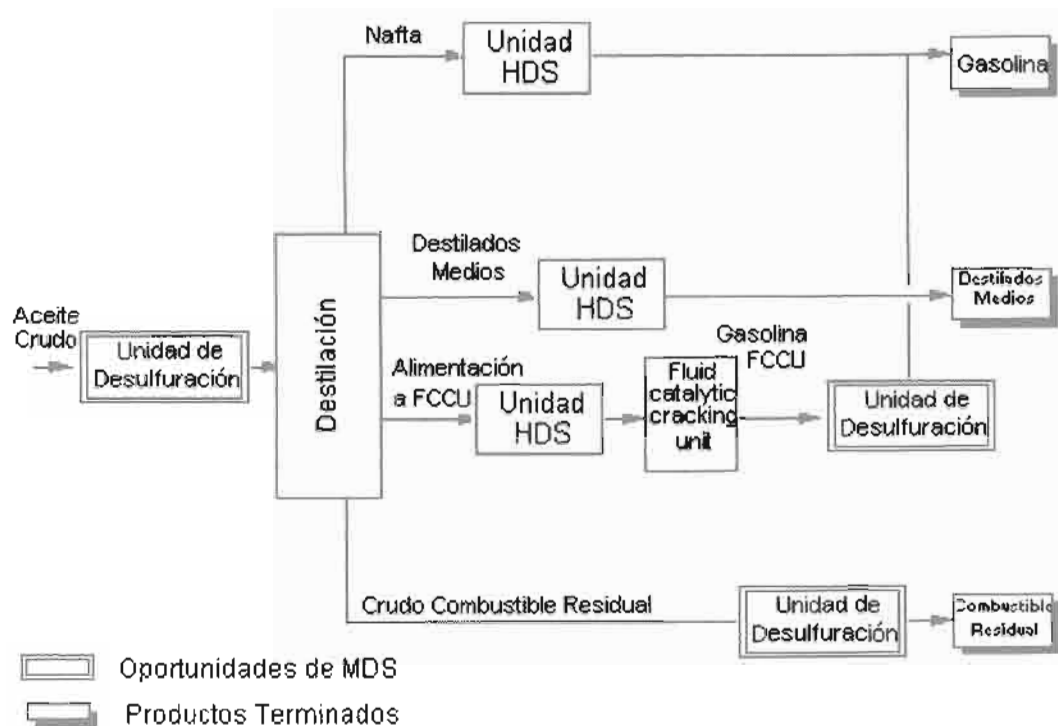 Nafta
Unidad
HDS
Gasolina
Destilados
Medios
Unidad
HDS
Destilados
Medios
Aceite
Crudo
Unidad de
Desulfuración
Destilación
Alimentación
a FCCU
Unidad
HDS
Fluid
catalytic
cracking
unit
Gasolina
FCCU
Unidad de
Desulfuración
Crudo Combustible Residual
Unidad de
Desulfuración
Combustible
Residual
Oportunidades de MDS
Productos Terminados